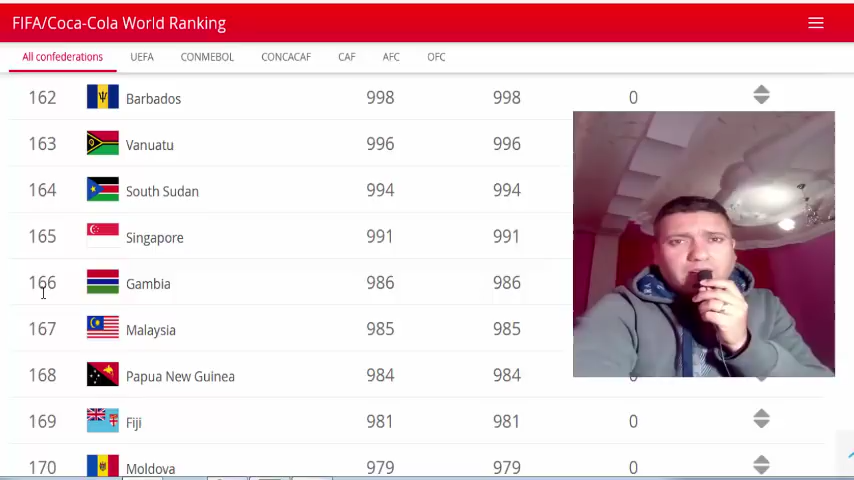 FIFA/Coca-Cola World Ranking
All confederations UEFA CONMEBOL CONCACAF CAF AFC OFC
162 Barbados 998 998 0
163 Vanuatu 996 996
164 South Sudan 994 994
165 Singapore 991 991
166 Gambia 986 986
167 Malaysia 985 985
168 Papua New Guinea 984 984
169 Fiji 981 981 0
170 Moldova 979 979 0